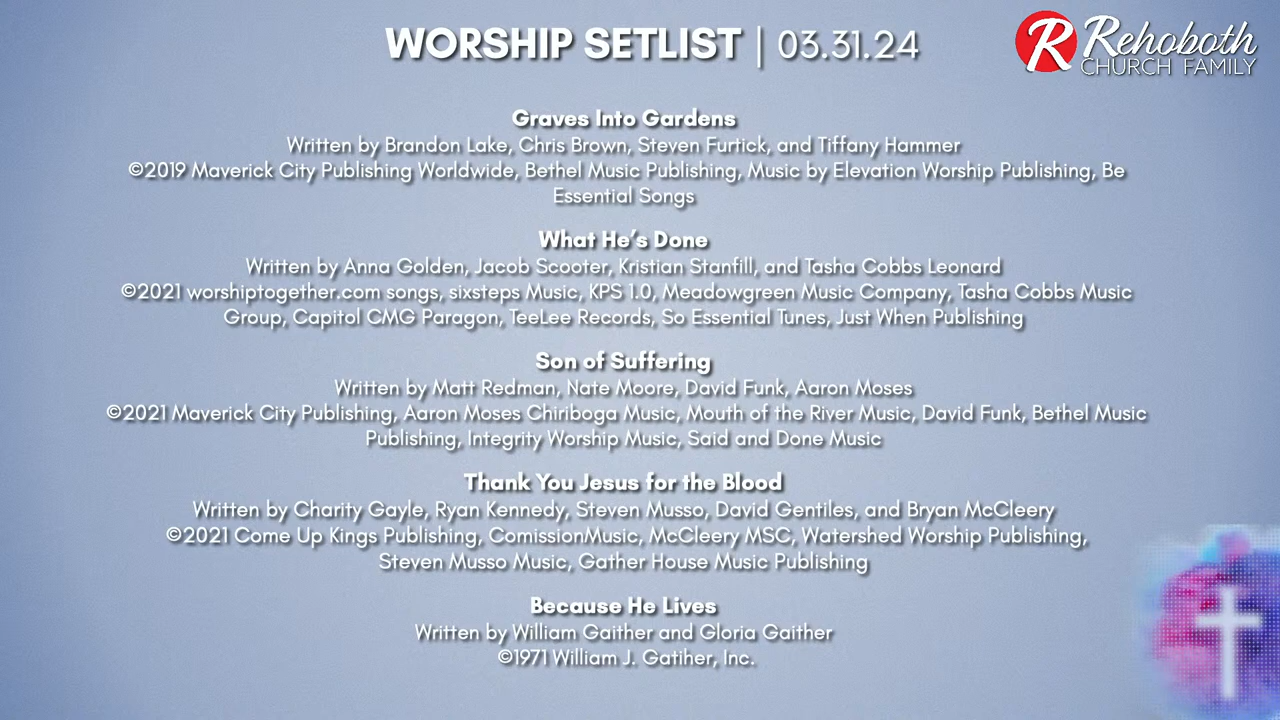 WORSHIP SETLIST | 03.31.24
R Rehoboth
CHURCH FAMILY
Graves Into Gardens
Written by Brandon Lake, Chris Brown, Steven Furtick, and Tiffany Hammer
©2019 Maverick City Publishing Worldwide, Bethel Music Publishing, Music by Elevation Worship Publishing, Be
Essential Songs
What He's Done
Written by Anna Golden, Jacob Scooter, Kristian Stanfill, and Tasha Cobbs Leonard
©2021 worshiptogether.com songs, sixsteps Music, KPS 1.0, Meadowgreen Music Company, Tasha Cobbs Music
Group, Capitol CMG Paragon, TeeLee Records, So Essential Tunes, Just When Publishing
Son of Suffering
Written by Matt Redman, Nate Moore, David Funk, Aaron Moses
©2021 Maverick City Publishing, Aaron Moses Chiriboga Music, Mouth of the River Music, David Funk, Bethel Music
Publishing, Integrity Worship Music, Said and Done Music
Thank You Jesus for the Blood
Written by Charity Gayle, Ryan Kennedy, Steven Musso, David Gentiles, and Bryan McCleery
©2021 Come Up Kings Publishing, ComissionMusic, McCleery MSC, Watershed Worship Publishing,
Steven Musso Music, Gather House Music Publishing
Because He Lives
Written by William Gaither and Gloria Gaither
©1971 William J. Gatiher, Inc.